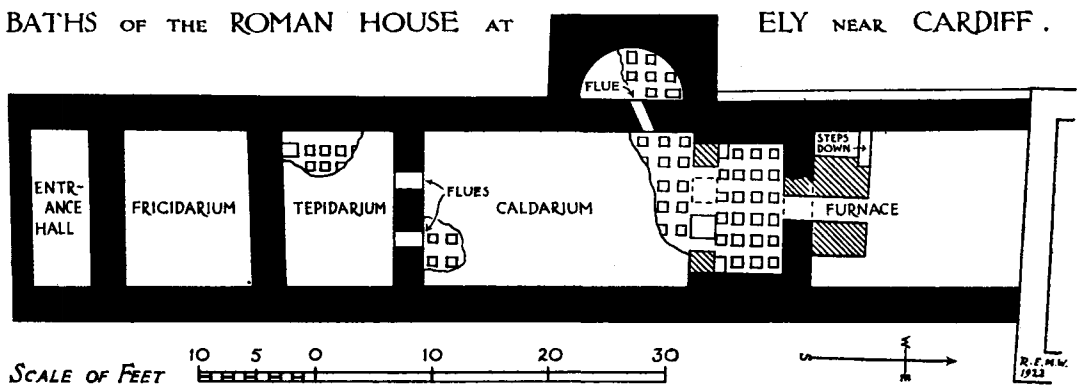 BATHS OF THE ROMAN HOUSE AT ELY NEAR CARDIFF.
FLUE
STEPS
DOWN
ENTR-
ANCE
HALL
FRIGIDARIUM
TEPIDARIUM
FLUES
CALDARIUM
FURNACE
10 5 0 10 20 30
SCALE OF FEET
W
S
E
R.E.M.W.
1922